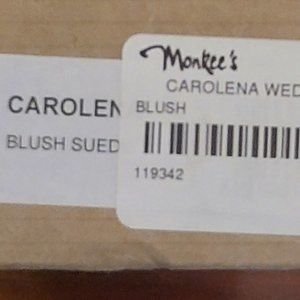 Monkee's
CAROLENA WED
BLUSH
119342
CAROLEN
BLUSH SUED